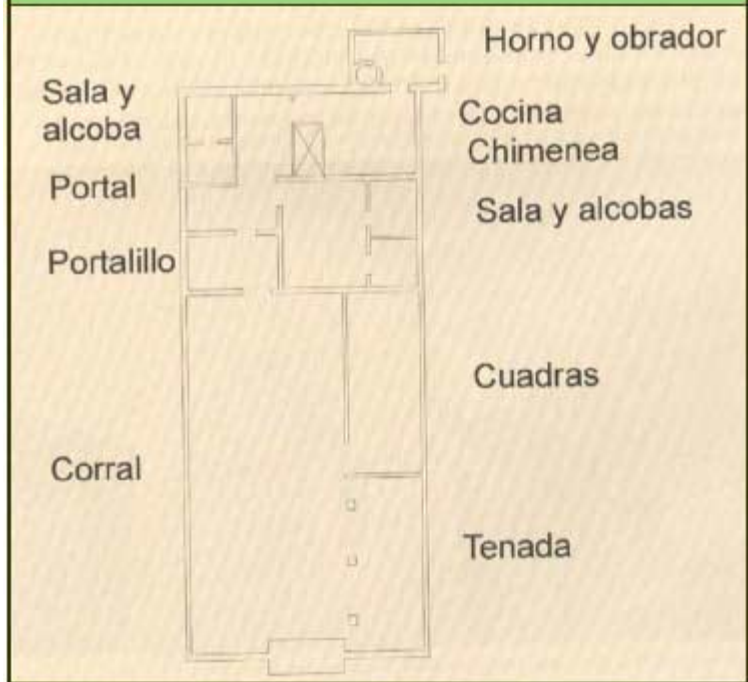 Horno y obrador
Sala y
alcoba
Cocina
Chimenea
Portal
Sala y alcobas
Portalillo
Cuadras
Corral
Tenada